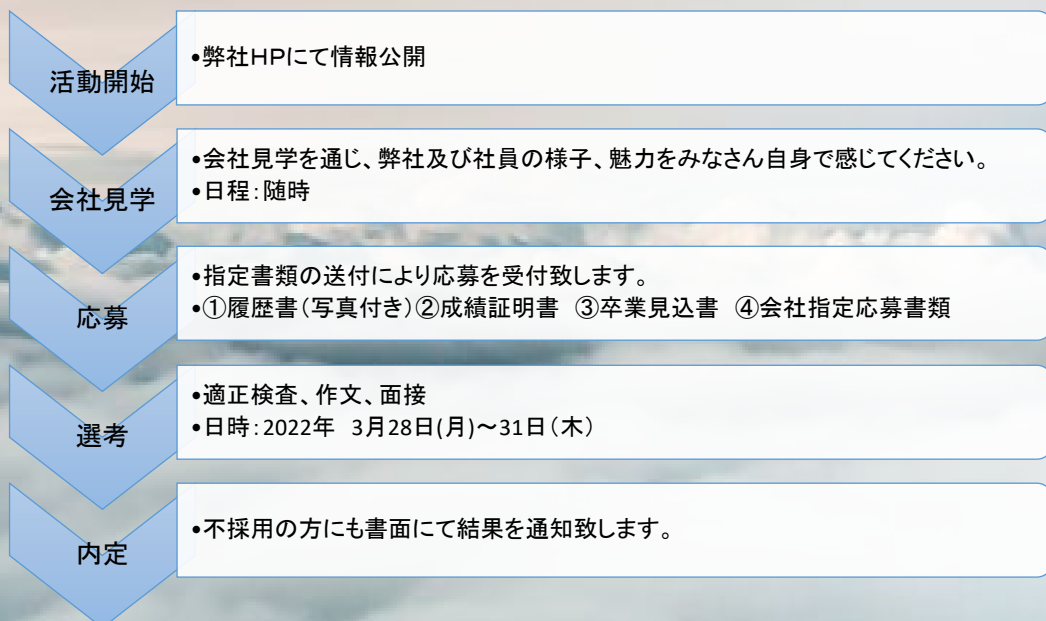 活動開始
•弊社HPにて情報公開
会社見学
•会社見学を通じ、弊社及び社員の様子、魅力をみなさん自身で感じてください。
•日程：随時
応募
•指定書類の送付により応募を受付致します。
•①履歴書（写真付き）②成績証明書　③卒業見込書　④会社指定応募書類
選考
•適正検査、作文、面接
•日時：2022年　3月28日(月)～31日（木）
内定
•不採用の方にも書面にて結果を通知致します。